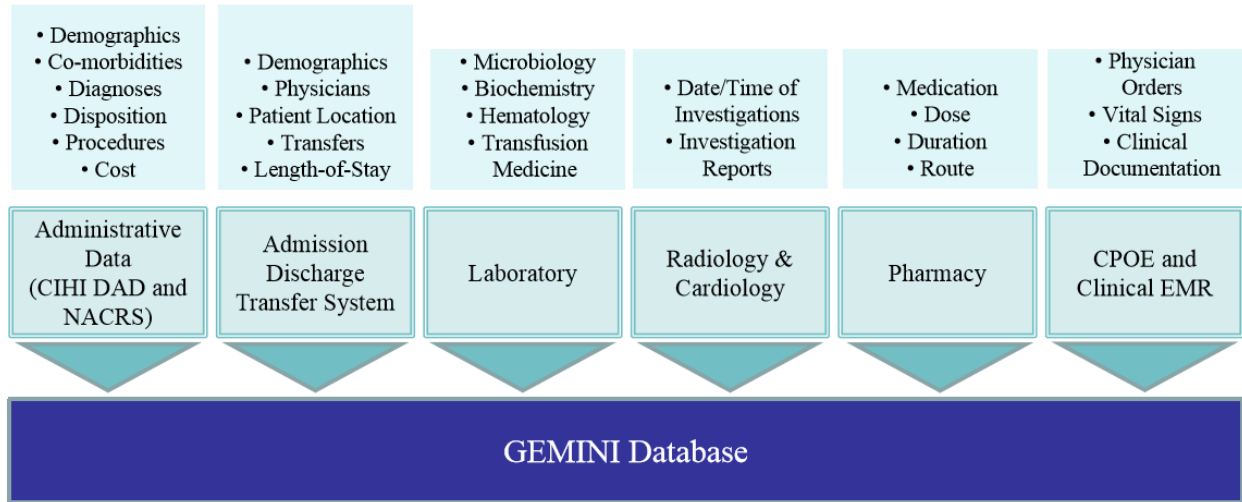 • Demographics
• Co-morbidities
• Diagnoses
• Disposition
• Procedures
• Cost
• Demographics
• Physicians
• Patient Location
• Transfers
• Length-of-Stay
• Microbiology
• Biochemistry
• Hematology
• Transfusion
Medicine
• Date/Time of
Investigations
• Investigation
Reports
• Medication
• Dose
• Duration
• Route
• Physician
Orders
• Vital Signs
• Clinical
Documentation
Administrative
Data
(CIHI DAD and
NACRS)
Admission
Discharge
Transfer System
Laboratory
Radiology &
Cardiology
Pharmacy
CPOE and
Clinical EMR
GEMINI Database